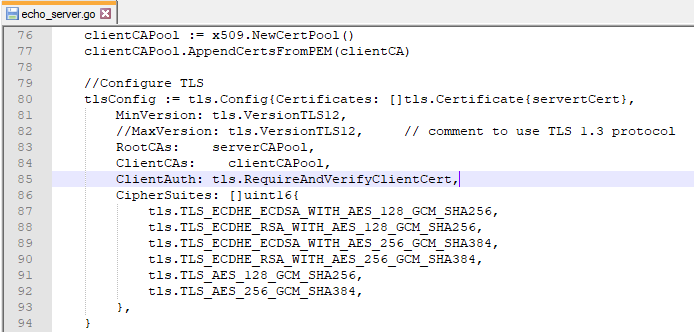 echo_server.go
76 clientCAPool := x509.NewCertPool()
77 clientCAPool.AppendCertsFromPEM(clientCA)
78
79 //Configure TLS
80 tlsConfig := tls.Config{Certificates: []tls.Certificate{servertCert},
81 MinVersion: tls.VersionTLS12,
82 //MaxVersion: tls.VersionTLS12, // comment to use TLS 1.3 protocol
83 RootCAs: serverCAPool,
84 ClientCAs: clientCAPool,
85 ClientAuth: tls.RequireAndVerifyClientCert,
86 CipherSuites: []uint16{
87 tls.TLS_ECDHE_ECDSA_WITH_AES_128_GCM_SHA256,
88 tls.TLS_ECDHE_RSA_WITH_AES_128_GCM_SHA256,
89 tls.TLS_ECDHE_ECDSA_WITH_AES_256_GCM_SHA384,
90 tls.TLS_ECDHE_RSA_WITH_AES_256_GCM_SHA384,
91 tls.TLS_AES_128_GCM_SHA256,
92 tls.TLS_AES_256_GCM_SHA384,
93 },
94 }